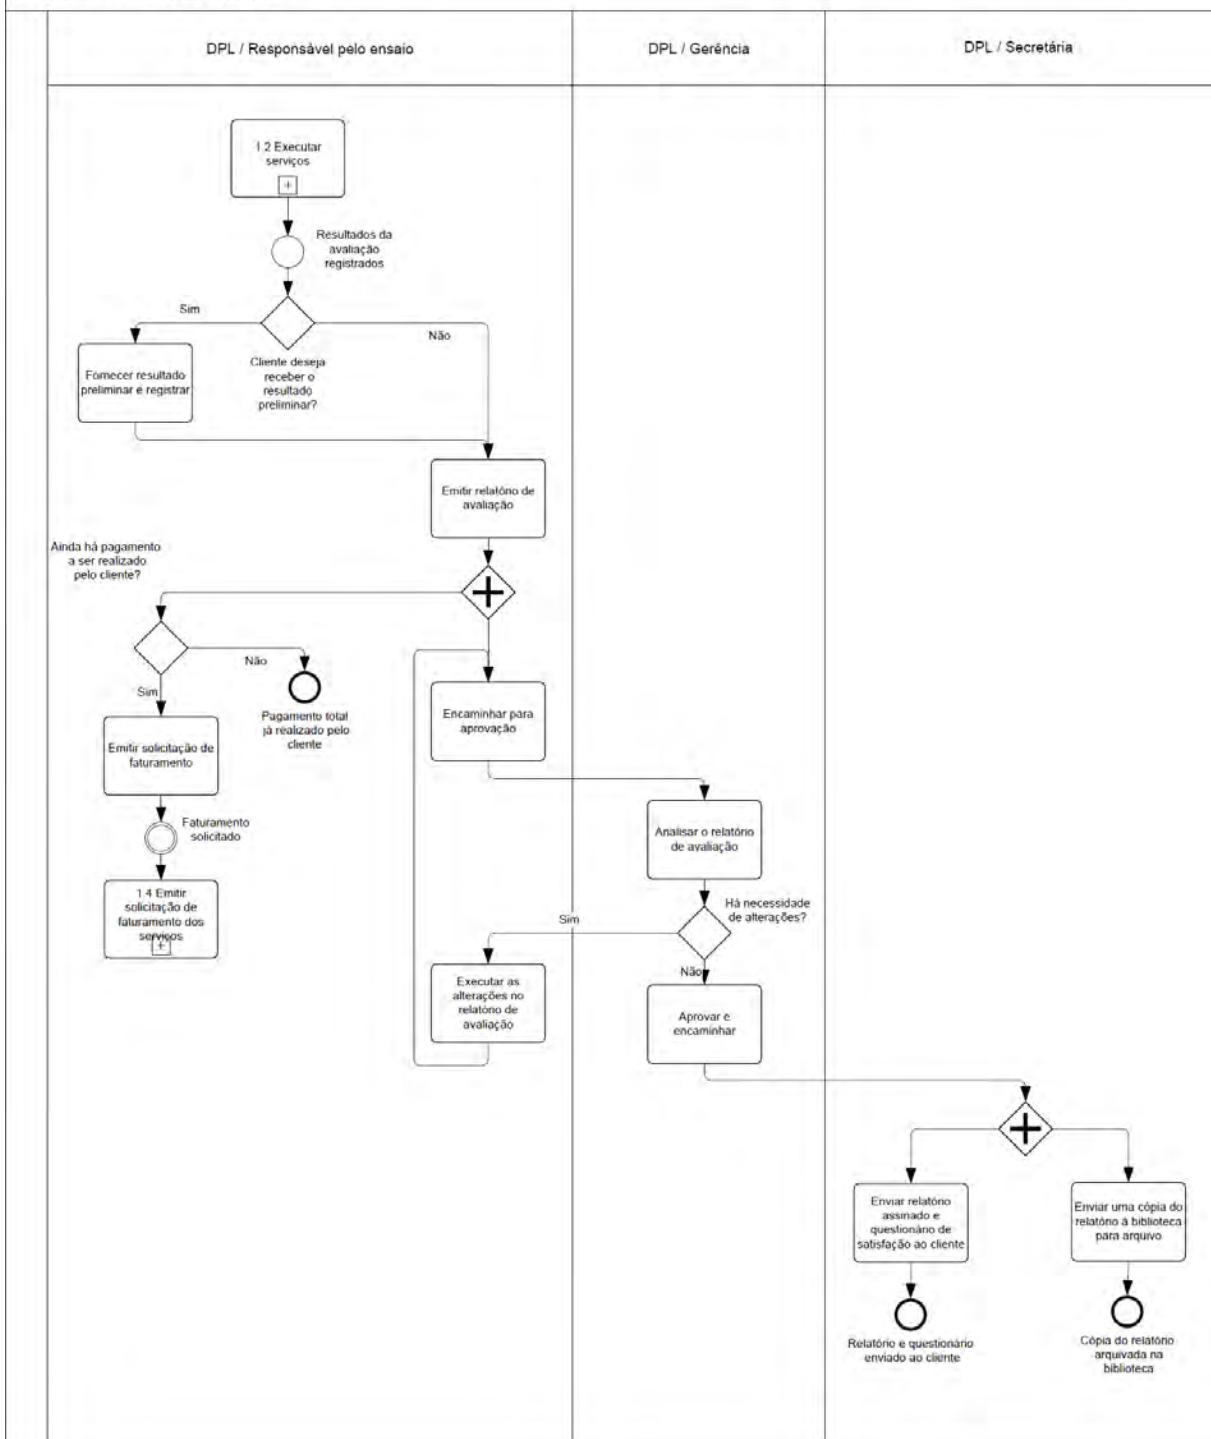 DPL / Responsável pelo ensaio
DPL / Gerência
DPL / Secretária
1.2 Executar
serviços
Resultados da
avaliação
registrados
Sim
Não
Fornecer resultado
preliminar e registrar
Cliente deseja
receber o
resultado
preliminar?
Emitir relatório de
avaliação
Ainda há pagamento
a ser realizado
pelo cliente?
Não
Sim
Pagamento total
já realizado pelo
cliente
Encaminhar para
aprovação
Emitir solicitação de
faturamento
Faturamento
solicitado
Analisar o relatório
de avaliação
1.4 Emitir
solicitação de
faturamento dos
serviços
Há necessidade
de alterações?
Sim
Não
Executar as
alterações no
relatório de
avaliação
Aprovar e
encaminhar
Enviar relatório
assinado e
questionário de
satisfação ao cliente
Enviar uma cópia do
relatório à biblioteca
para arquivo
Relatório e questionário
enviado ao cliente
Cópia do relatório
arquivada na
biblioteca